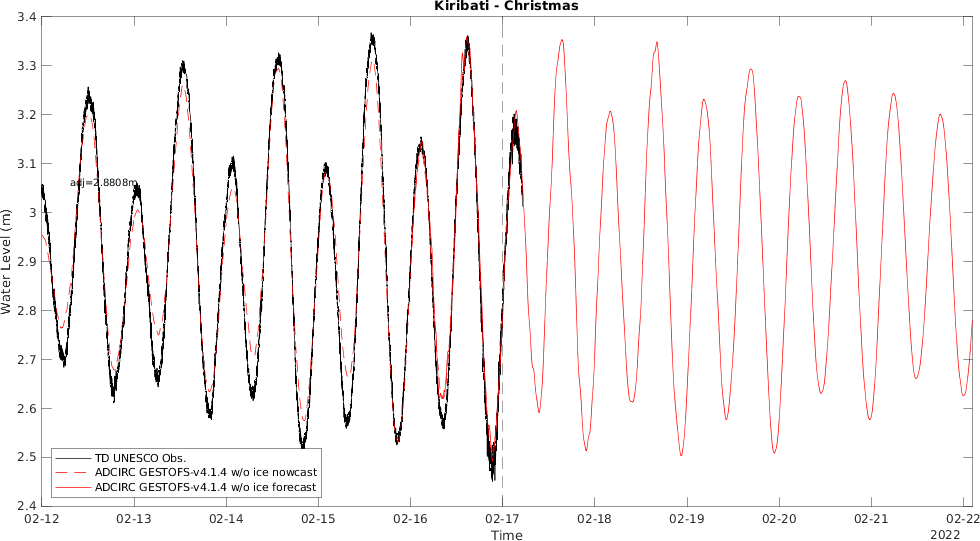 Kiribati - Christmas
3.4
3.3
3.2
3.1
3
2.9
2.8
2.7
2.6
2.5
2.4
Water Level (m)
adj=2.8808m
TD UNESCO Obs.
ADCIRC GESTOFS-v4.1.4 w/o ice nowcast
ADCIRC GESTOFS-v4.1.4 w/o ice forecast
02-12 02-13 02-14 02-15 02-16 02-17 02-18 02-19 02-20 02-21 02-22
Time
2022